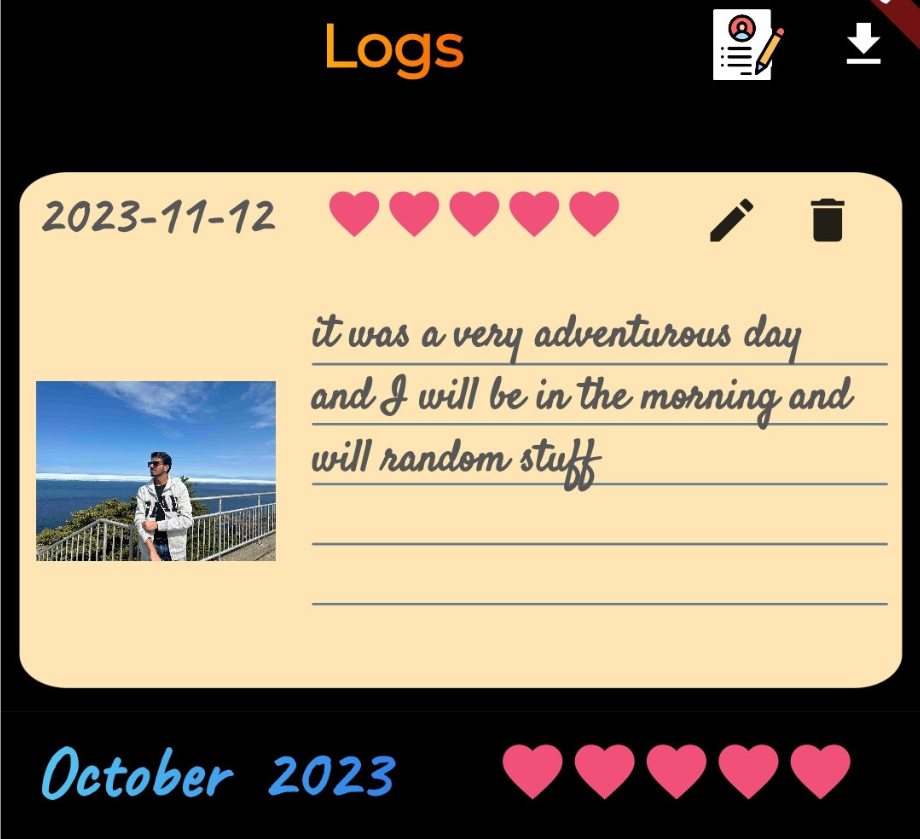 Logs
2023-11-12
it was a very adventurous day
and I will be in the morning and
will random stuff
October 2023